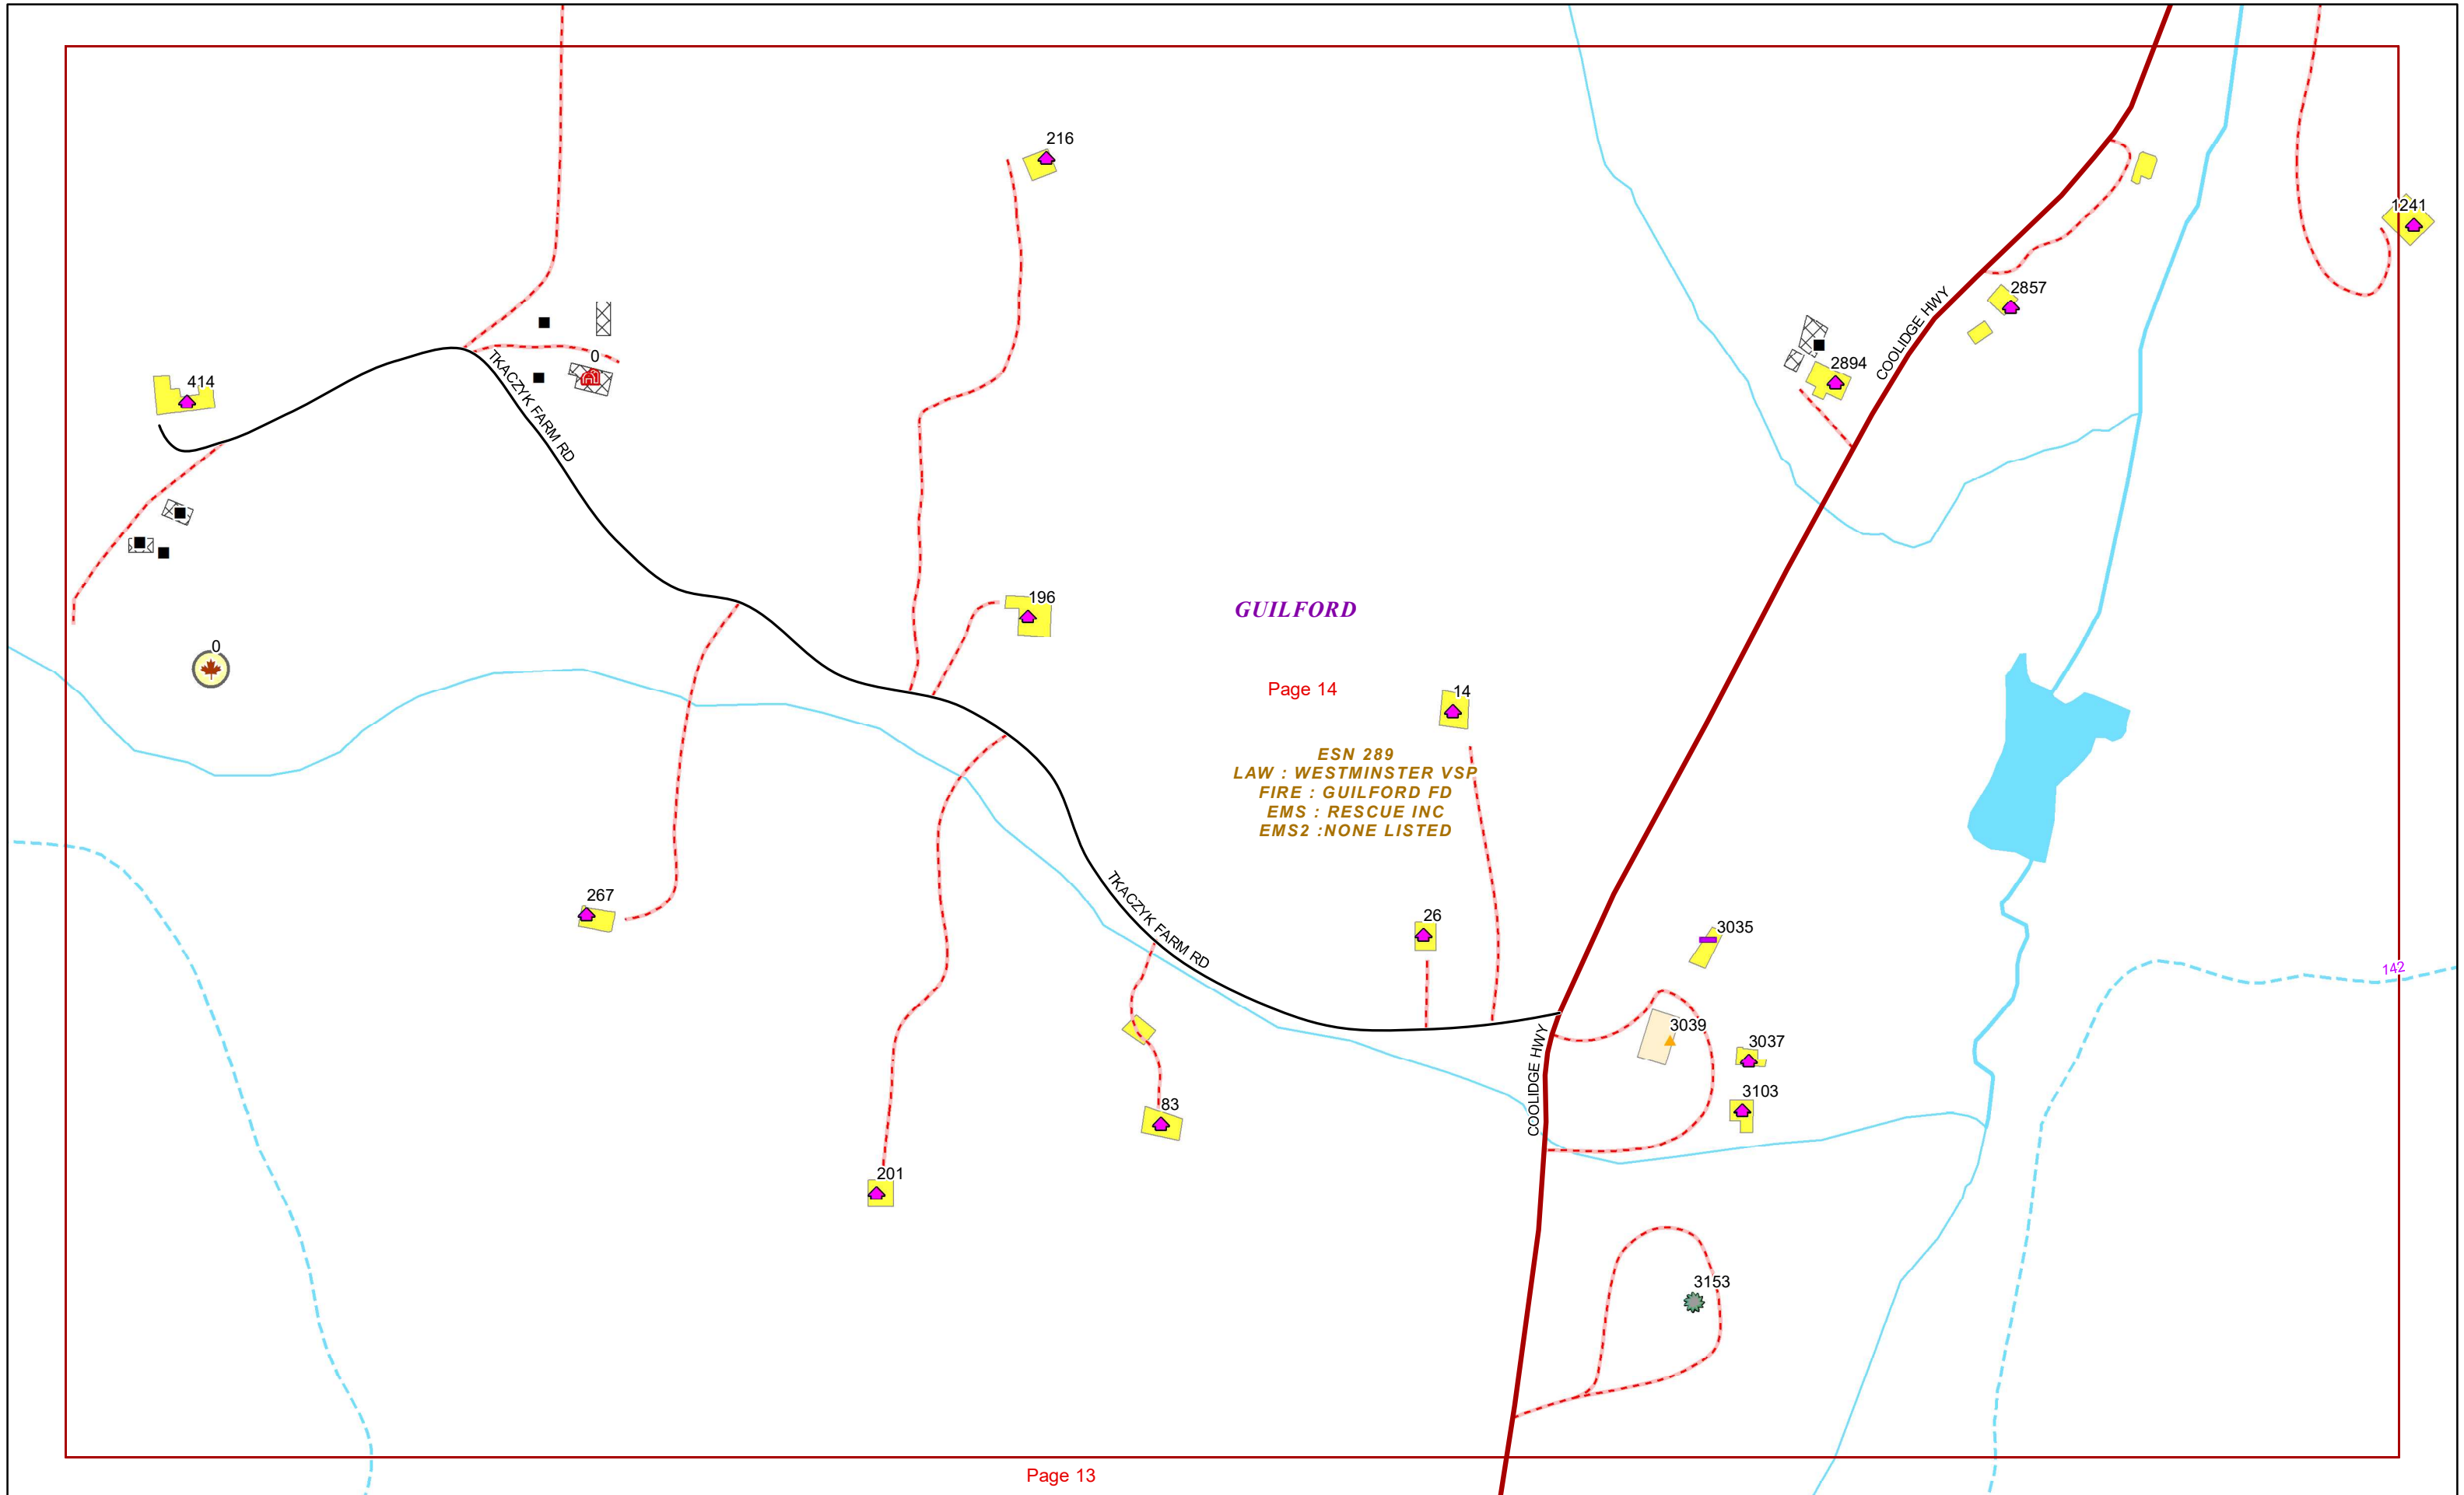 216
1241
2857
COOLIDGE HWY
2894
0
TKACZYK FARM RD
414
196
GUILFORD
0
Page 14
14
ESN 289
LAW : WESTMINSTER VSP
FIRE : GUILFORD FD
EMS : RESCUE INC
EMS2 :NONE LISTED
267
TKACZYK FARM RD
26
3035
142
3039
COOLIDGE HWY
3037
3103
83
201
3153
Page 13